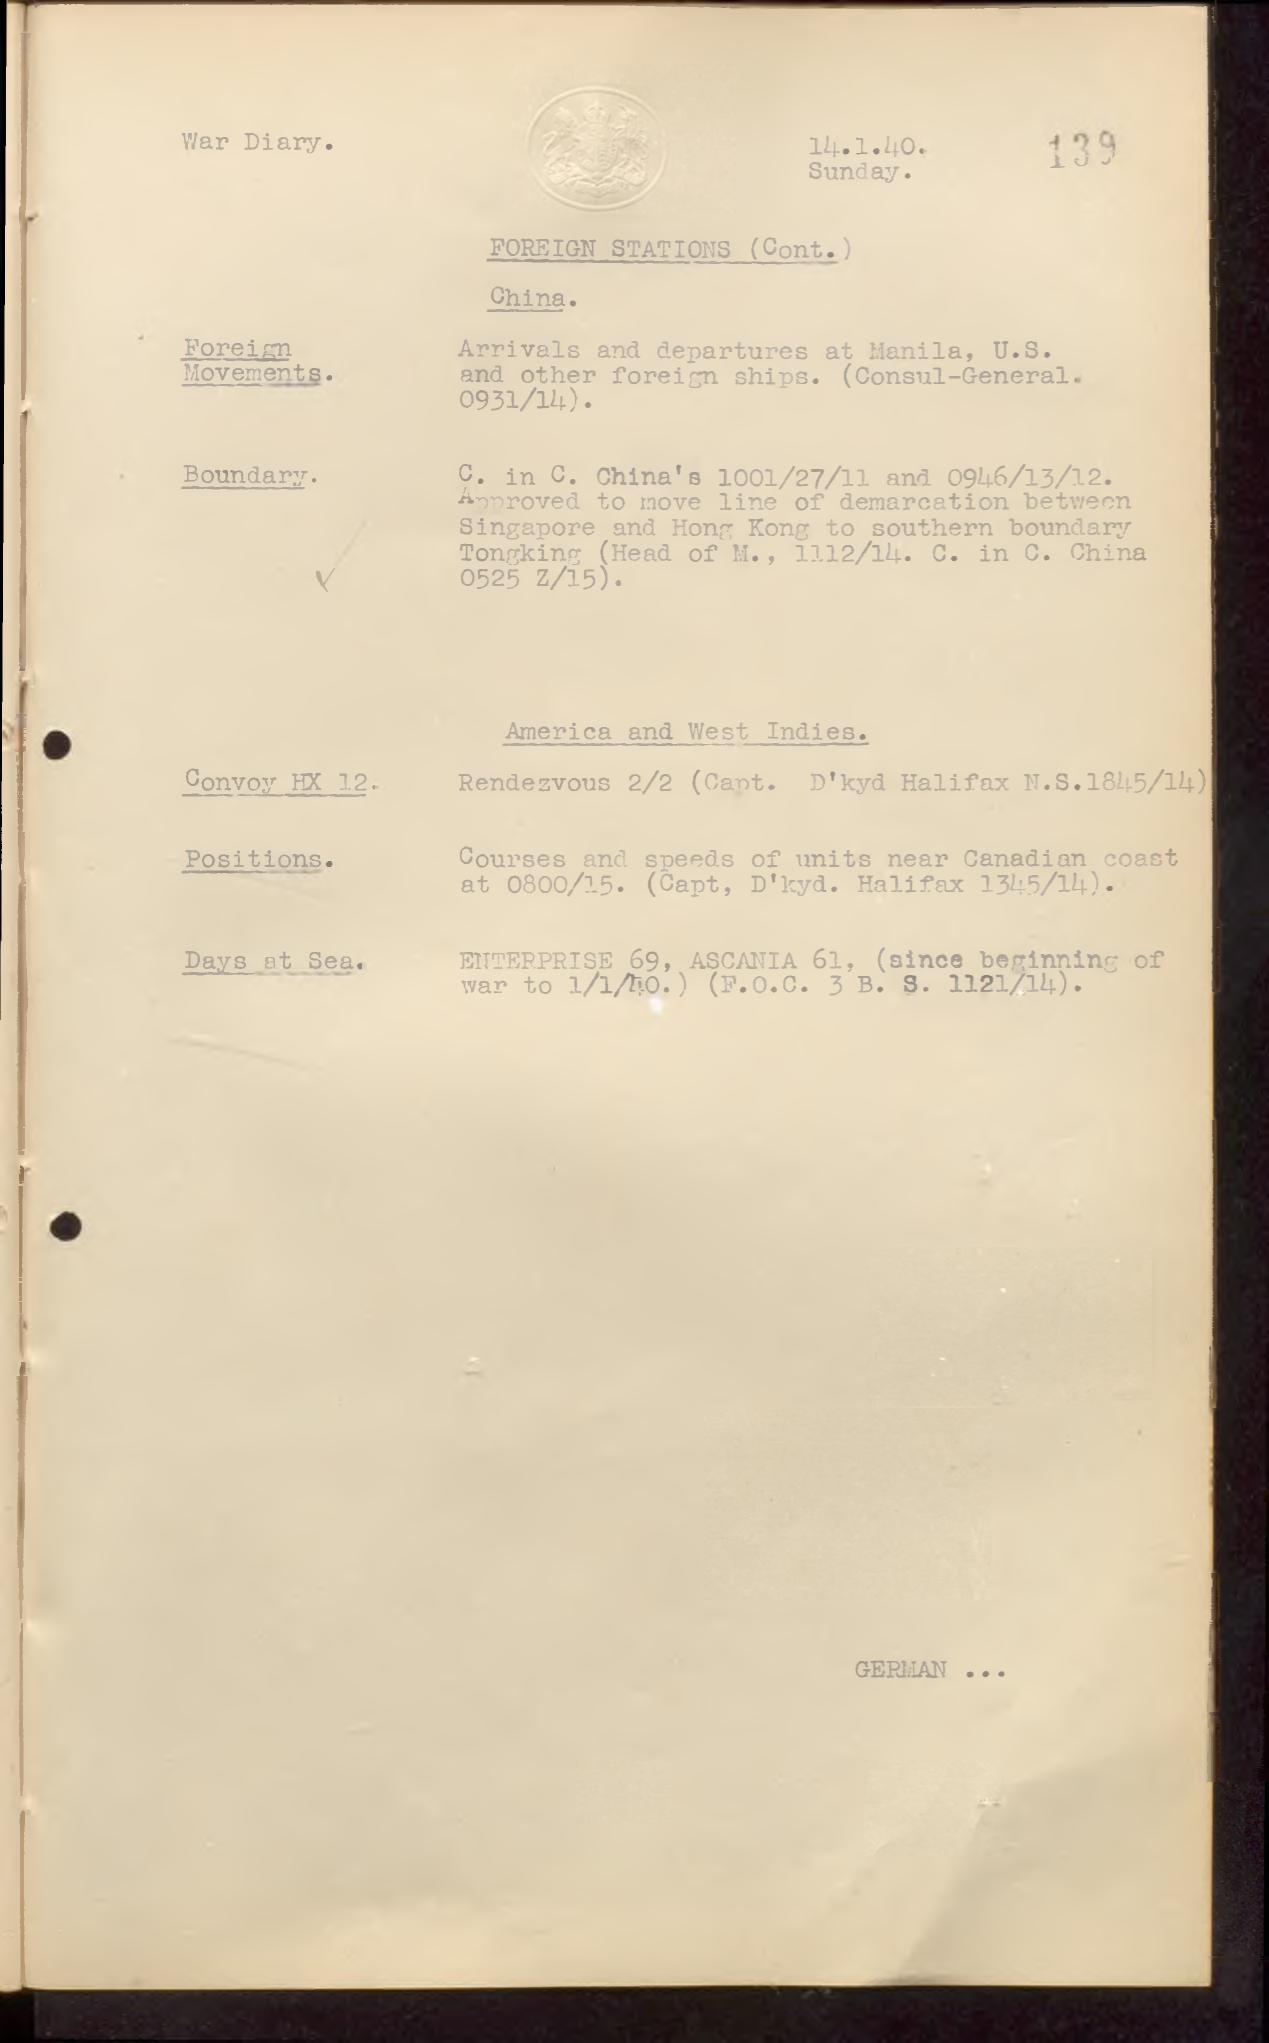 War Diary.
14.1.40.
Sunday.
139
FOREIGN STATIONS (Cont.)
China.
Foreign
Movements.
Arrivals and departures at Manila, U.S.
and other foreign ships. (Consul-General.
0931/14).
Boundary.
C. in C. China's 1001/27/11 and 0946/13/12.
Approved to move line of demarcation between
Singapore and Hong Kong to southern boundary
Tongking (Head of M., 1112/14. C. in C. China
0525 Z/15).
America and West Indies.
Convoy HX 12.
Rendezvous 2/2 (Capt. D'kyd Halifax N.S.1845/14)
Positions.
Courses and speeds of units near Canadian coast
at 0800/15. (Capt, D'kyd. Halifax 1345/14).
Days at Sea.
ENTERPRISE 69, ASCANIA 61, (since beginning of
war to 1/1/40.) (F.O.C. 3 B. S. 1121/14).
GERMAN ...